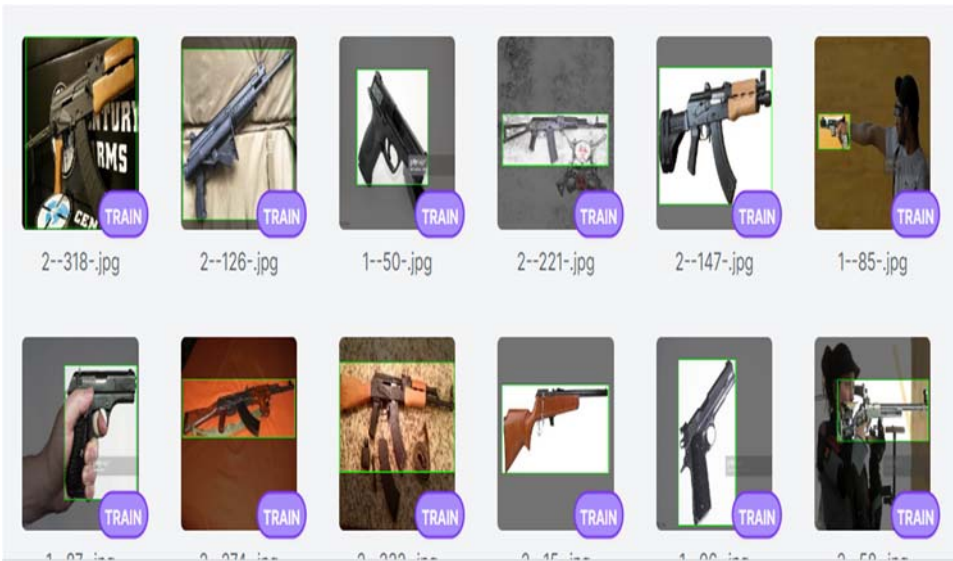 TURY
RMS
CEN
TRAIN TRAIN TRAIN TRAIN TRAIN TRAIN
2--318-.jpg 2--126-.jpg 1--50-.jpg 2--221-.jpg 2--147-.jpg 1--85-.jpg
TRAIN TRAIN TRAIN TRAIN TRAIN TRAIN